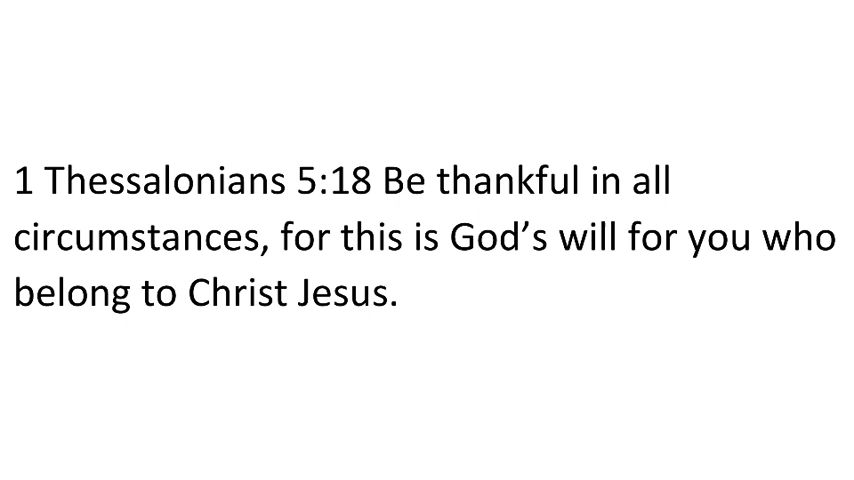 1 Thessalonians 5:18 Be thankful in all
circumstances, for this is God’s will for you who
belong to Christ Jesus.